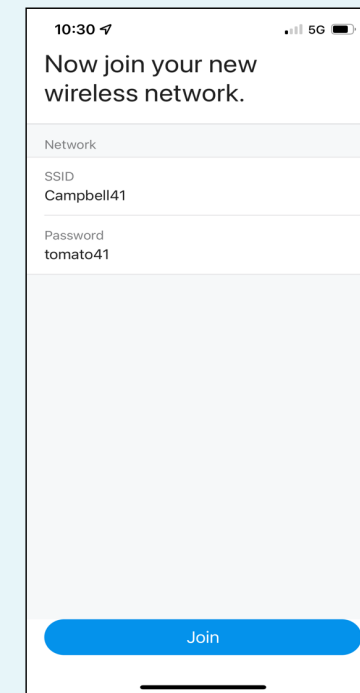 10:30 5G
Now join your new
wireless network.
Network
SSID
Campbell41
Password
tomato41
Join